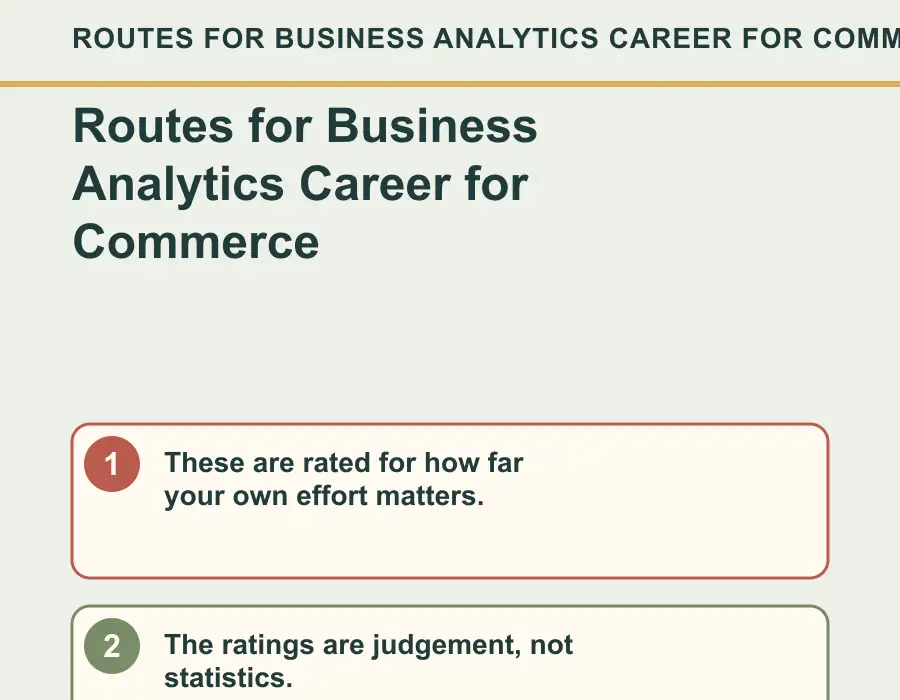 ROUTES FOR BUSINESS ANALYTICS CAREER FOR
Routes for Business
Analytics Career for
Commerce
1
These are rated for how far
your own effort matters.
2
The ratings are judgement, not
statistics.